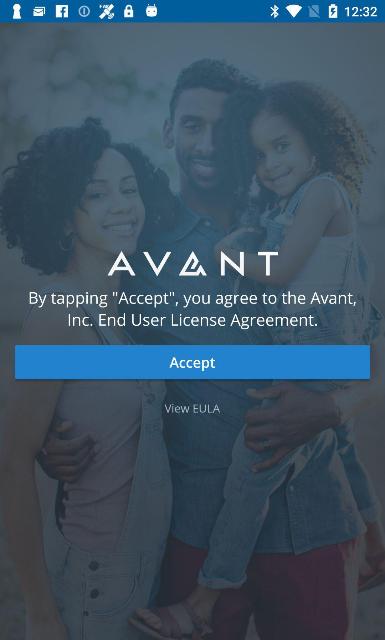 12:32
AVANT
By tapping "Accept", you agree to the Avant,
Inc. End User License Agreement.
Accept
View EULA